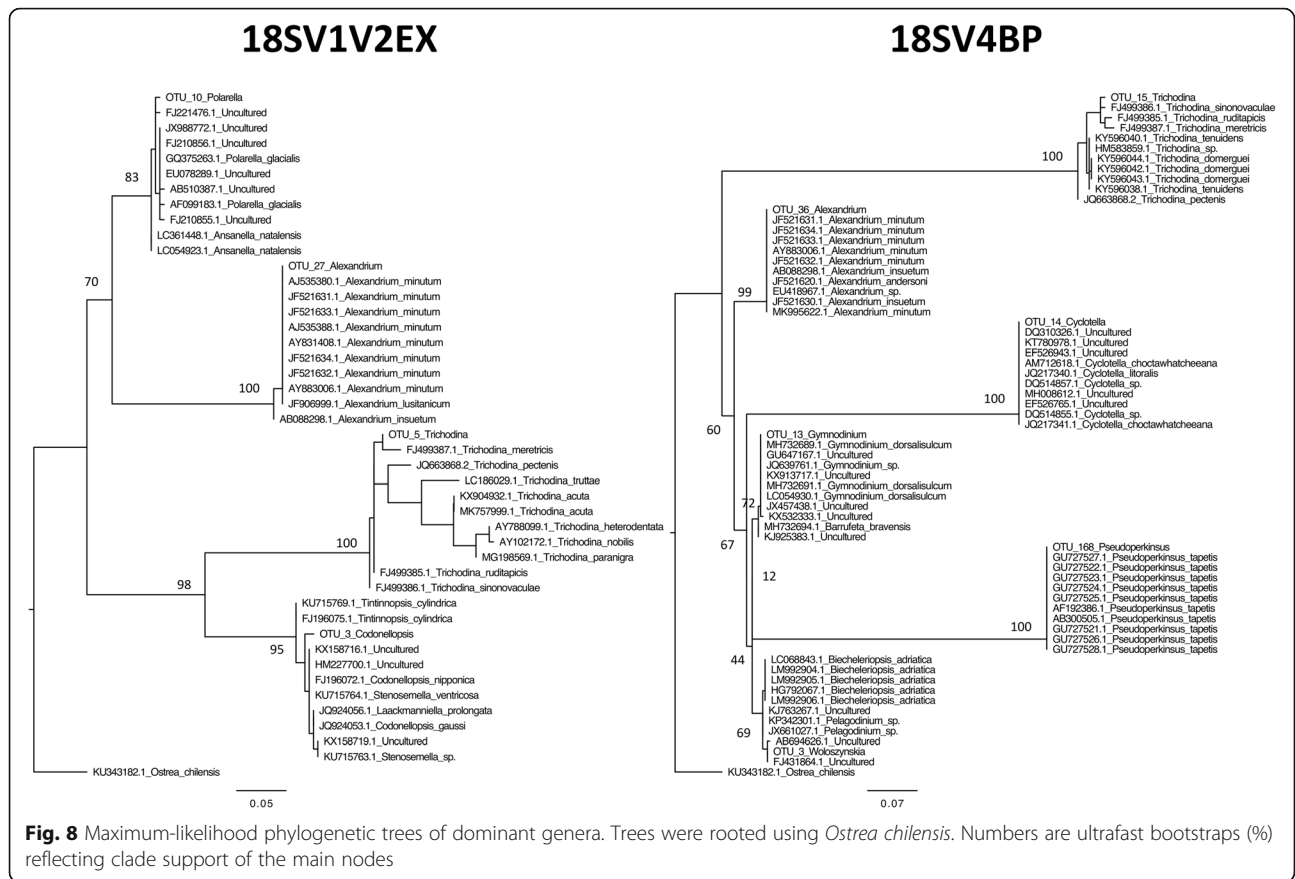 18SV1V2EX
OTU_10_Polarella
FJ221476.1_Uncultured
JX988772.1_Uncultured
FJ210856.1_Uncultured
GQ375263.1_Polarella_glacialis
EU078289.1_Uncultured
AB510387.1_Uncultured
AF099183.1_Polarella_glacialis
FJ210855.1_Uncultured
LC361448.1_Ansanella_natalensis
LC054923.1_Ansanella_natalensis
83
70
OTU_27_Alexandrium
AJ535380.1_Alexandrium_minutum
JF521631.1_Alexandrium_minutum
JF521633.1_Alexandrium_minutum
AJ535388.1_Alexandrium_minutum
AY831408.1_Alexandrium_minutum
JF521634.1_Alexandrium_minutum
JF521632.1_Alexandrium_minutum
AY883006.1_Alexandrium_minutum
JF906999.1_Alexandrium_lusitanicum
AB088298.1_Alexandrium_insuetum
100
OTU_5_Trichodina
FJ499387.1_Trichodina_meretricis
JQ663868.2_Trichodina_pectenis
LC186029.1_Trichodina_truttae
KX904932.1_Trichodina_acuta
MK757999.1_Trichodina_acuta
AY788099.1_Trichodina_heterodentata
AY102172.1_Trichodina_nobilis
MG198569.1_Trichodina_paranigra
FJ499385.1_Trichodina_ruditapicis
FJ499386.1_Trichodina_sinonovaculae
100
98
KU715769.1_Tintinnopsis_cylindrica
FJ196075.1_Tintinnopsis_cylindrica
OTU_3_Codonellopsis
KX158716.1_Uncultured
HM227700.1_Uncultured
FJ196072.1_Codonellopsis_nipponica
KU715764.1_Stenosemella_ventricosa
JQ924056.1_Laackmanniella_prolongata
JQ924053.1_Codonellopsis_gaussi
KX158719.1_Uncultured
KU715763.1_Stenosemella_sp.
95
KU343182.1_Ostrea_chilensis
0.05
18SV4BP
OTU_15_Trichodina
FJ499386.1_Trichodina_sinonovaculae
FJ499385.1_Trichodina_ruditapicis
FJ499387.1_Trichodina_meretricis
KY596040.1_Trichodina_tenuidens
HM583859.1_Trichodina_sp.
KY596044.1_Trichodina_domerguei
KY596042.1_Trichodina_domerguei
KY596043.1_Trichodina_domerguei
KY596038.1_Trichodina_tenuidens
JQ663868.2_Trichodina_pectenis
100
OTU_36_Alexandrium
JF521631.1_Alexandrium_minutum
JF521634.1_Alexandrium_minutum
JF521633.1_Alexandrium_minutum
AY883006.1_Alexandrium_minutum
JF521632.1_Alexandrium_minutum
AB088298.1_Alexandrium_insuetum
JF521620.1_Alexandrium_andersoni
EU418967.1_Alexandrium_sp.
JF521630.1_Alexandrium_insuetum
MK995622.1_Alexandrium_minutum
99
60
OTU_14_Cyclotella
DQ310326.1_Uncultured
KT780978.1_Uncultured
EF526943.1_Uncultured
AM712618.1_Cyclotella_choctawhatcheeana
JQ217340.1_Cyclotella_litoralis
DQ514857.1_Cyclotella_sp.
MH008612.1_Uncultured
EF526765.1_Uncultured
DQ514855.1_Cyclotella_sp.
JQ217341.1_Cyclotella_choctawhatcheeana
100
OTU_13_Gymnodinium
MH732689.1_Gymnodinium_dorsalisulcum
GU647167.1_Uncultured
JQ639761.1_Gymnodinium_sp.
KX913717.1_Uncultured
MH732691.1_Gymnodinium_dorsalisulcum
LC054930.1_Gymnodinium_dorsalisulcum
JX457438.1_Uncultured
KX532333.1_Uncultured
MH732694.1_Barrufeta_bravensis
KJ925383.1_Uncultured
72
67
12
OTU_168_Pseudoperkinsus
GU727527.1_Pseudoperkinsus_tapetis
GU727522.1_Pseudoperkinsus_tapetis
GU727523.1_Pseudoperkinsus_tapetis
GU727524.1_Pseudoperkinsus_tapetis
GU727525.1_Pseudoperkinsus_tapetis
AF192386.1_Pseudoperkinsus_tapetis
AB300505.1_Pseudoperkinsus_tapetis
GU727521.1_Pseudoperkinsus_tapetis
GU727526.1_Pseudoperkinsus_tapetis
GU727528.1_Pseudoperkinsus_tapetis
100
44
LC068843.1_Biecheleriopsis_adriatica
LM992904.1_Biecheleriopsis_adriatica
LM992905.1_Biecheleriopsis_adriatica
HG792067.1_Biecheleriopsis_adriatica
LM992906.1_Biecheleriopsis_adriatica
KJ763267.1_Uncultured
KP342301.1_Pelagodinium_sp.
JX661027.1_Pelagodinium_sp.
AB694626.1_Uncultured
OTU_3_Woloszynskia
FJ431864.1_Uncultured
69
KU343182.1_Ostrea_chilensis
0.07
Fig. 8 Maximum-likelihood phylogenetic trees of dominant genera. Trees were rooted using Ostrea chilensis. Numbers are ultrafast bootstraps (%)
reflecting clade support of the main nodes